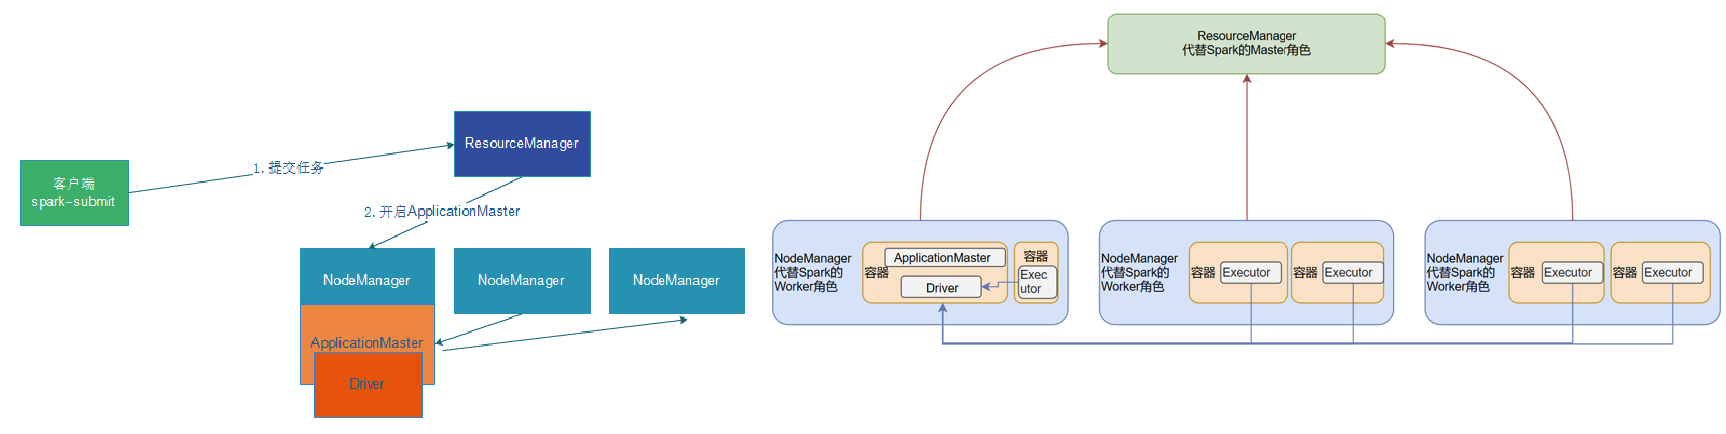 客户端
spark-submit
1. 提交任务
ResourceManager
2. 开启ApplicationMaster
NodeManager
NodeManager
NodeManager
ApplicationMaster
Driver
ResourceManager
代替Spark的Master角色
NodeManager
代替Spark的
Worker角色
容器
ApplicationMaster
Driver
容器
Exec
utor
NodeManager
代替Spark的
Worker角色
容器
Executor
容器
Executor
NodeManager
代替Spark的
Worker角色
容器
Executor
容器
Executor